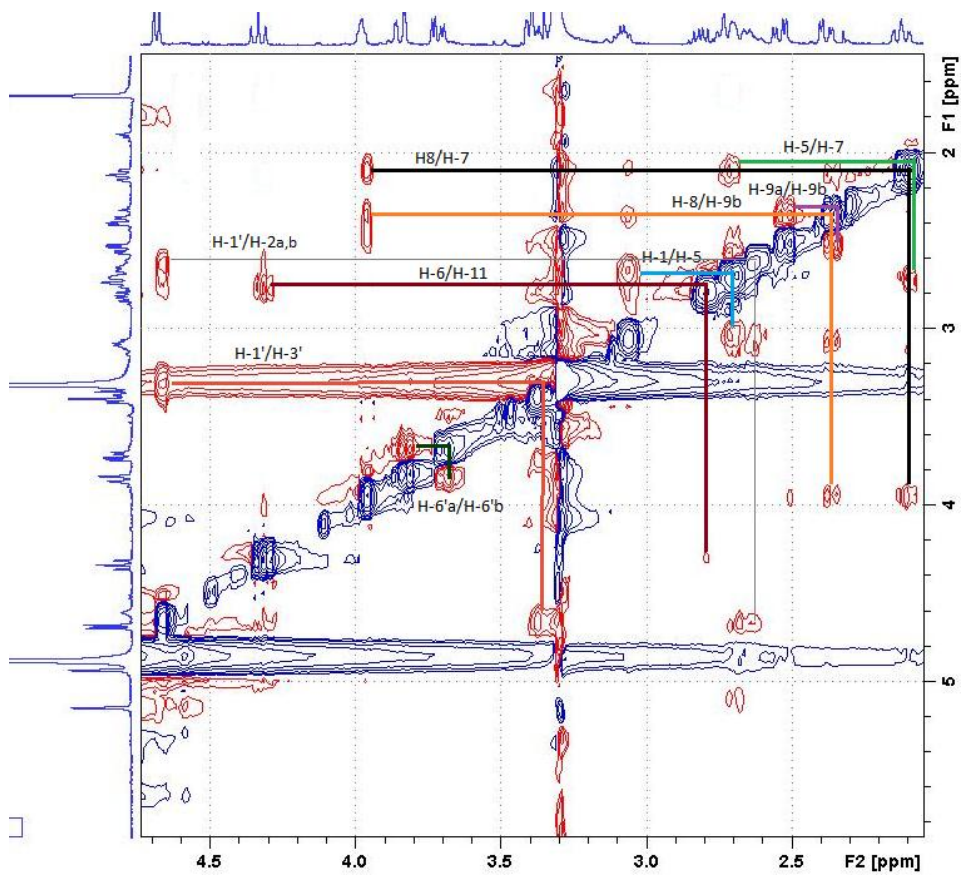 F1 [ppm]
2
H8/H-7
H-5/H-7
H-9a/H-9b
H-8/H-9b
H-1'/H-2a,b
H-1/H-5
H-6/H-11
3
H-1'/H-3'
4
H-6'a/H-6'b
5
4.5 4.0 3.5 3.0 2.5 F2 [ppm]